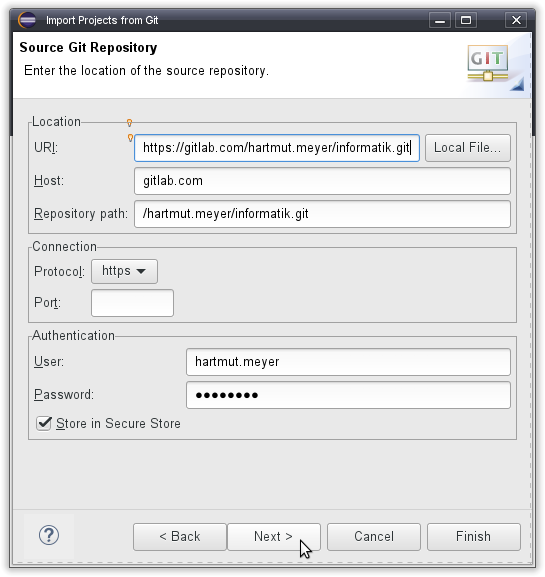 Import Projects from Git
Source Git Repository
Enter the location of the source repository.
GIT
Location
URI: https://gitlab.com/hartmut.meyer/informatik.git Local File...
Host: gitlab.com
Repository path: /hartmut.meyer/informatik.git
Connection
Protocol: https
Port:
Authentication
User: hartmut.meyer
Password: ●●●●●●●●
Store in Secure Store
? < Back Next > Cancel Finish